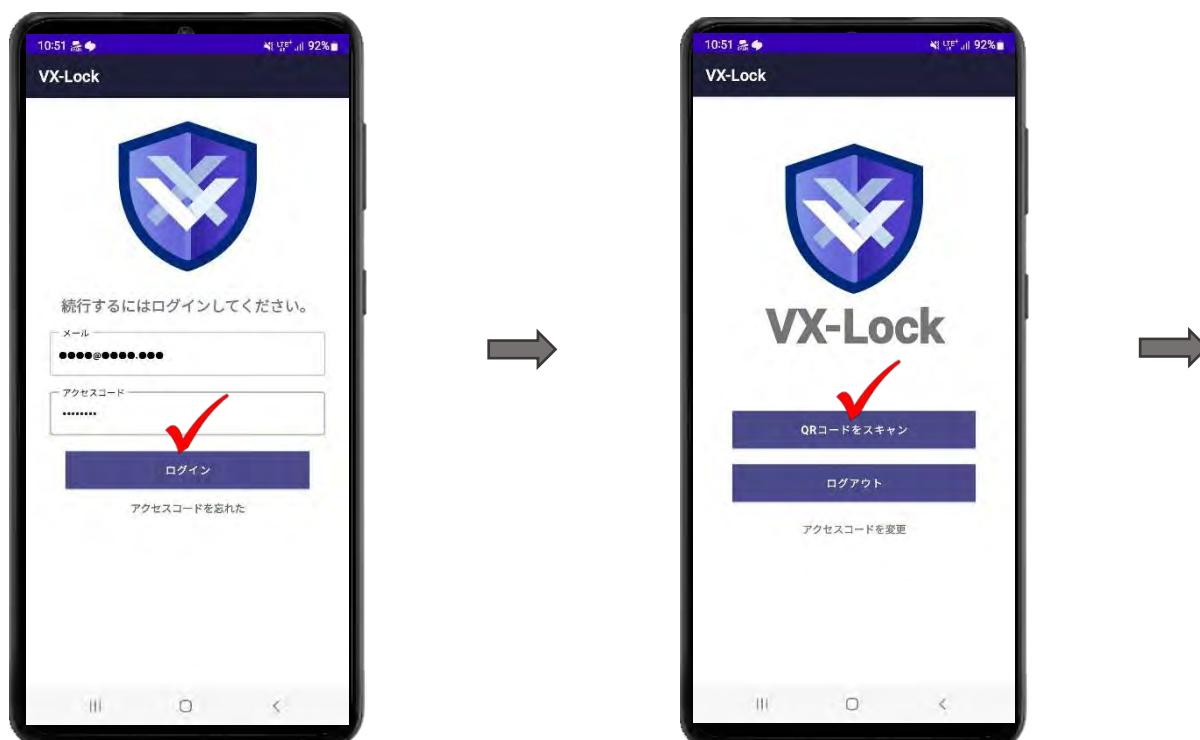 10:51
LTE+ 92%
VX-Lock
続行するにはログインしてください。
メール
●●●●@●●●●.●●●
アクセスコード
••••••••
ログイン
アクセスコードを忘れた
10:51
LTE+ 92%
VX-Lock
VX-Lock
QRコードをスキャン
ログアウト
アクセスコードを変更